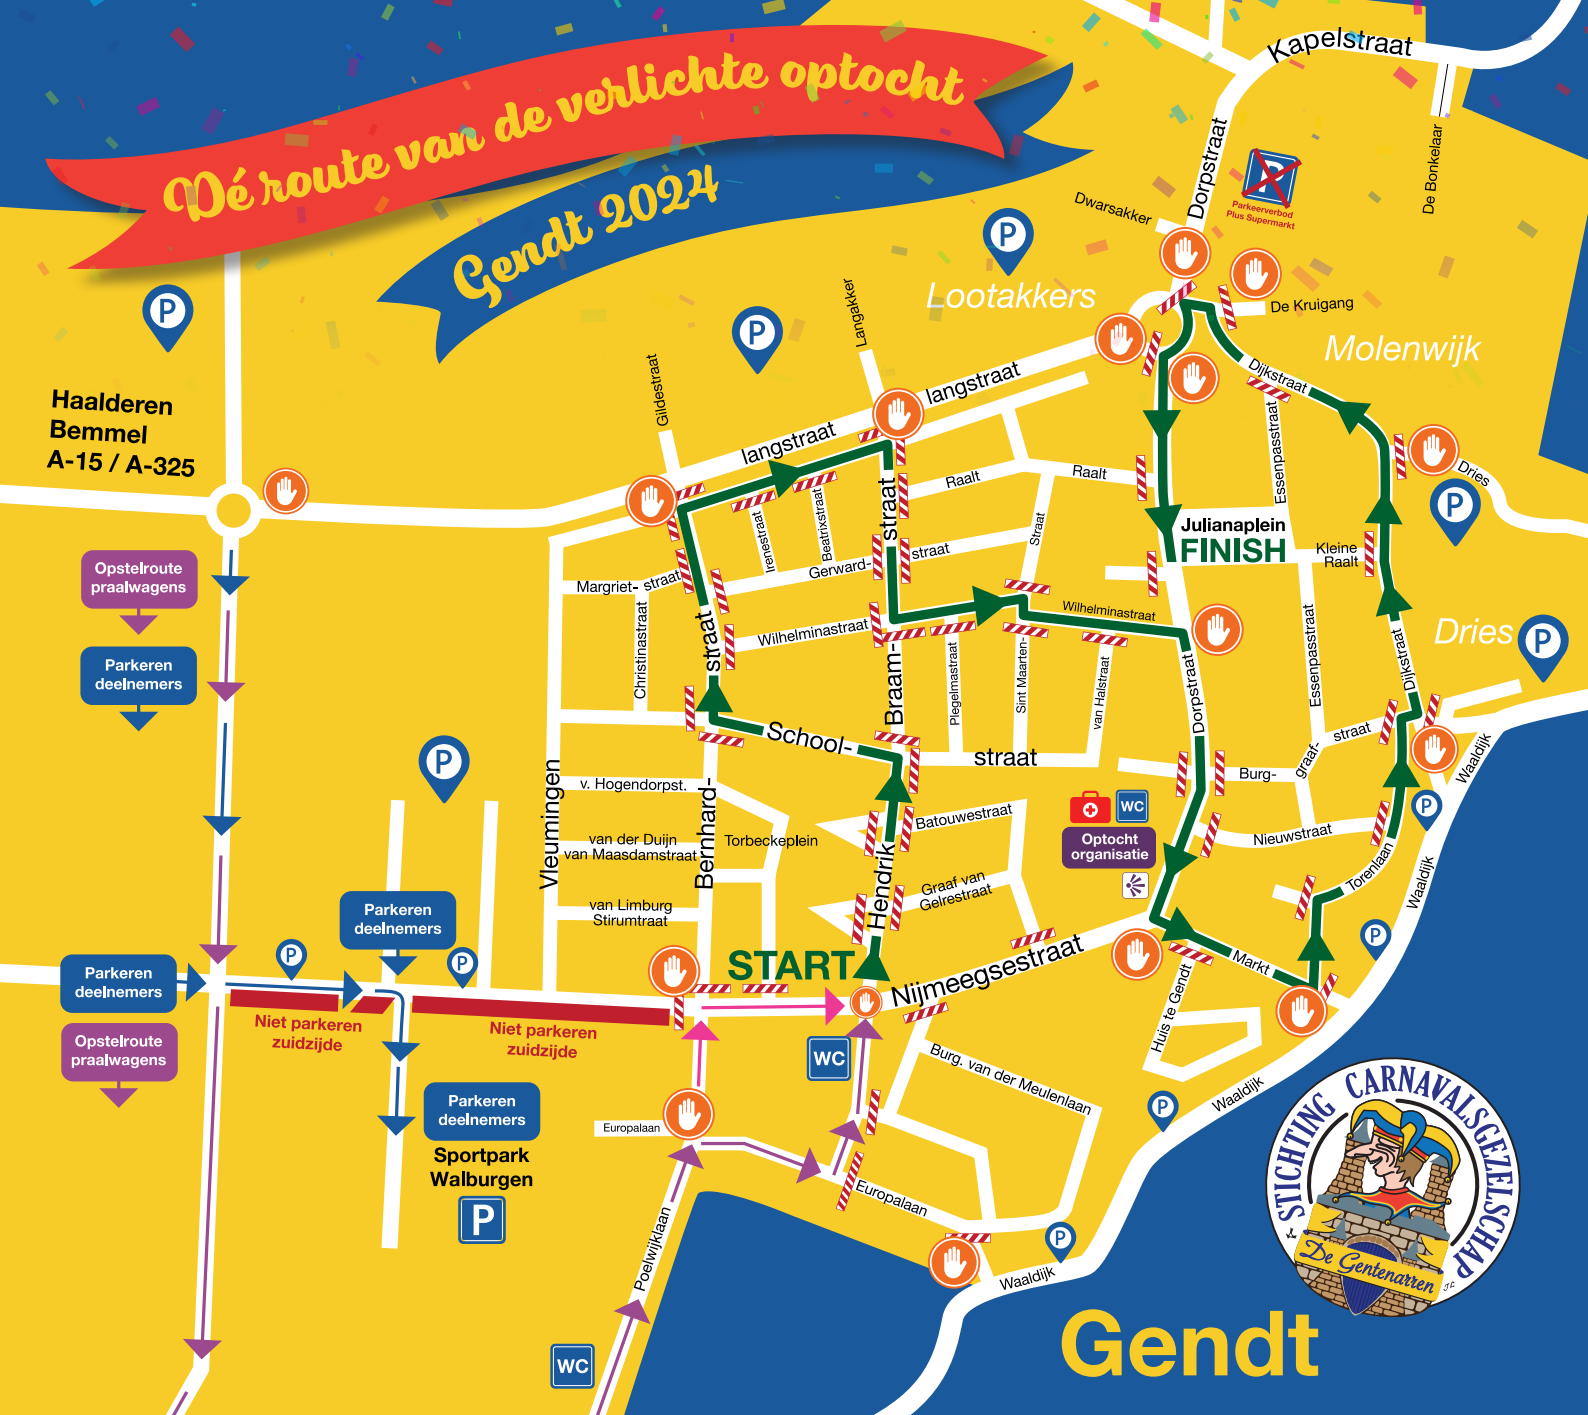 Dé route van de verlichte optocht
Gendt 2024
Kapelstraat
Dorpstraat
De Bonkelaar
P
Parkeerverbod
Plus Supermarkt
Dwarsakker
P
Lootakkers
De Kruigang
Molenwijk
Dijkstraat
P
P
Langakker
Gildestraat
langstraat
langstraat
Haalderen
Bemmel
A-15 / A-325
Essenpasstraat
Dries
P
Raalt
Raalt
straat
Irenestraat
Beatrixstraat
Straat
Julianaplein
FINISH
Kleine
Raalt
Opstelroute
praalwagens
Gerward-
straat
Margriet-
straat
Christinastraat
Wilhelminastraat
Wilhelminastraat
Parkeren
deelnemers
straat
Braam-
Piegelmastraat
Sint Maarten-
van Halstraat
Dorpstraat
Essenpasstraat
Dijkstraat
Dries
P
School-
straat
Burg-
graaf-
straat
Waaldijk
P
Vleumingen
v. Hogendorpst.
Bernhard-
van der Duijn
van Maasdamstraat
Torbeckeplein
Batouwestraat
WC
Optocht
organisatie
Nieuwstraat
P
Torenlaan
Waaldijk
Hendrik
Graaf van
Gelrestraat
van Limburg
Stirumtraat
Parkeren
deelnemers
P
P
P
START
Nijmeegsestraat
Markt
Huis te Gendt
Parkeren
deelnemers
Niet parkeren
zuidzijde
Niet parkeren
zuidzijde
Opstelroute
praalwagens
WC
Burg. van der Meulenlaan
Waaldijk
P
Parkeren
deelnemers
Sportpark
Walburgen
P
Europalaan
Europalaan
Poelwijklaan
P
Waaldijk
WC
STICHTING CARNAVALSGEZELSCHAP
De Gentenarren
Gendt